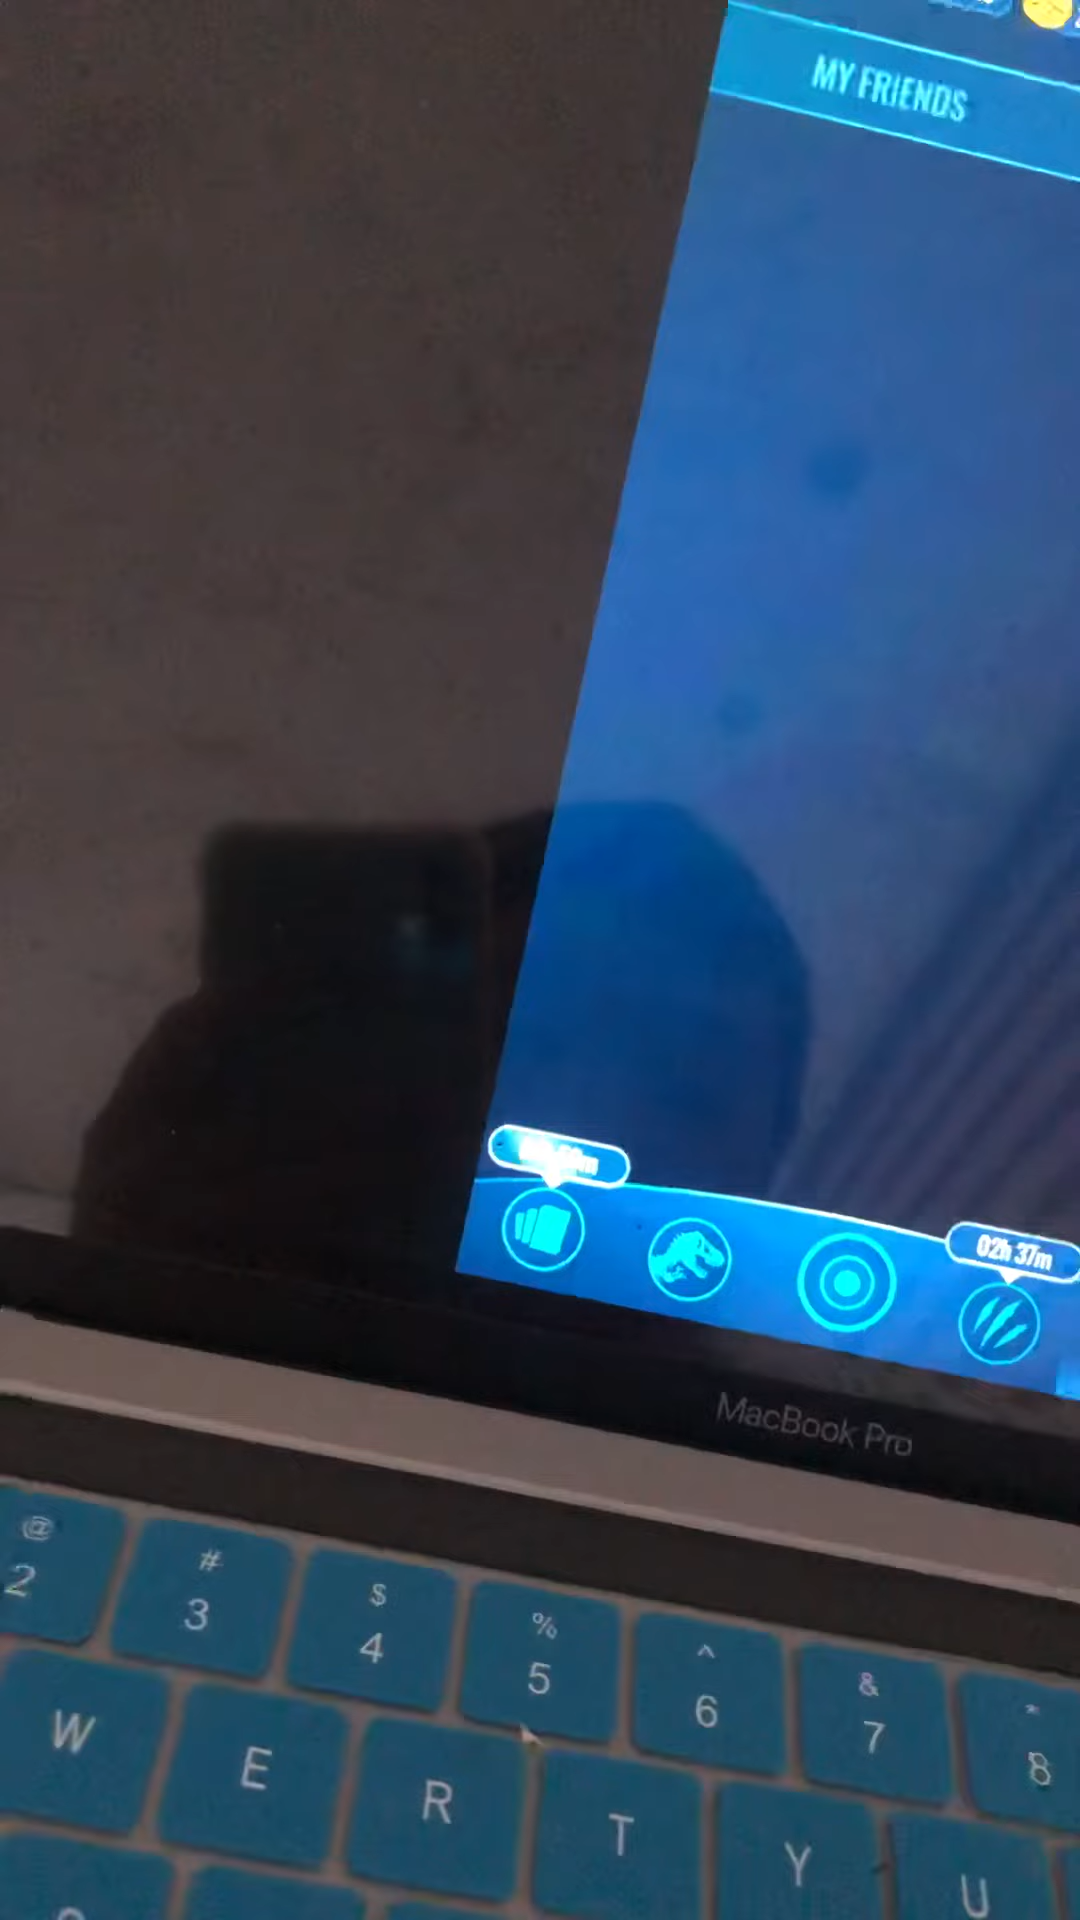 MY FRIENDS
02h 37m
MacBook Pro
@ # $ % ^ & *
2 3 4 5 6 7 8
W E R T Y U